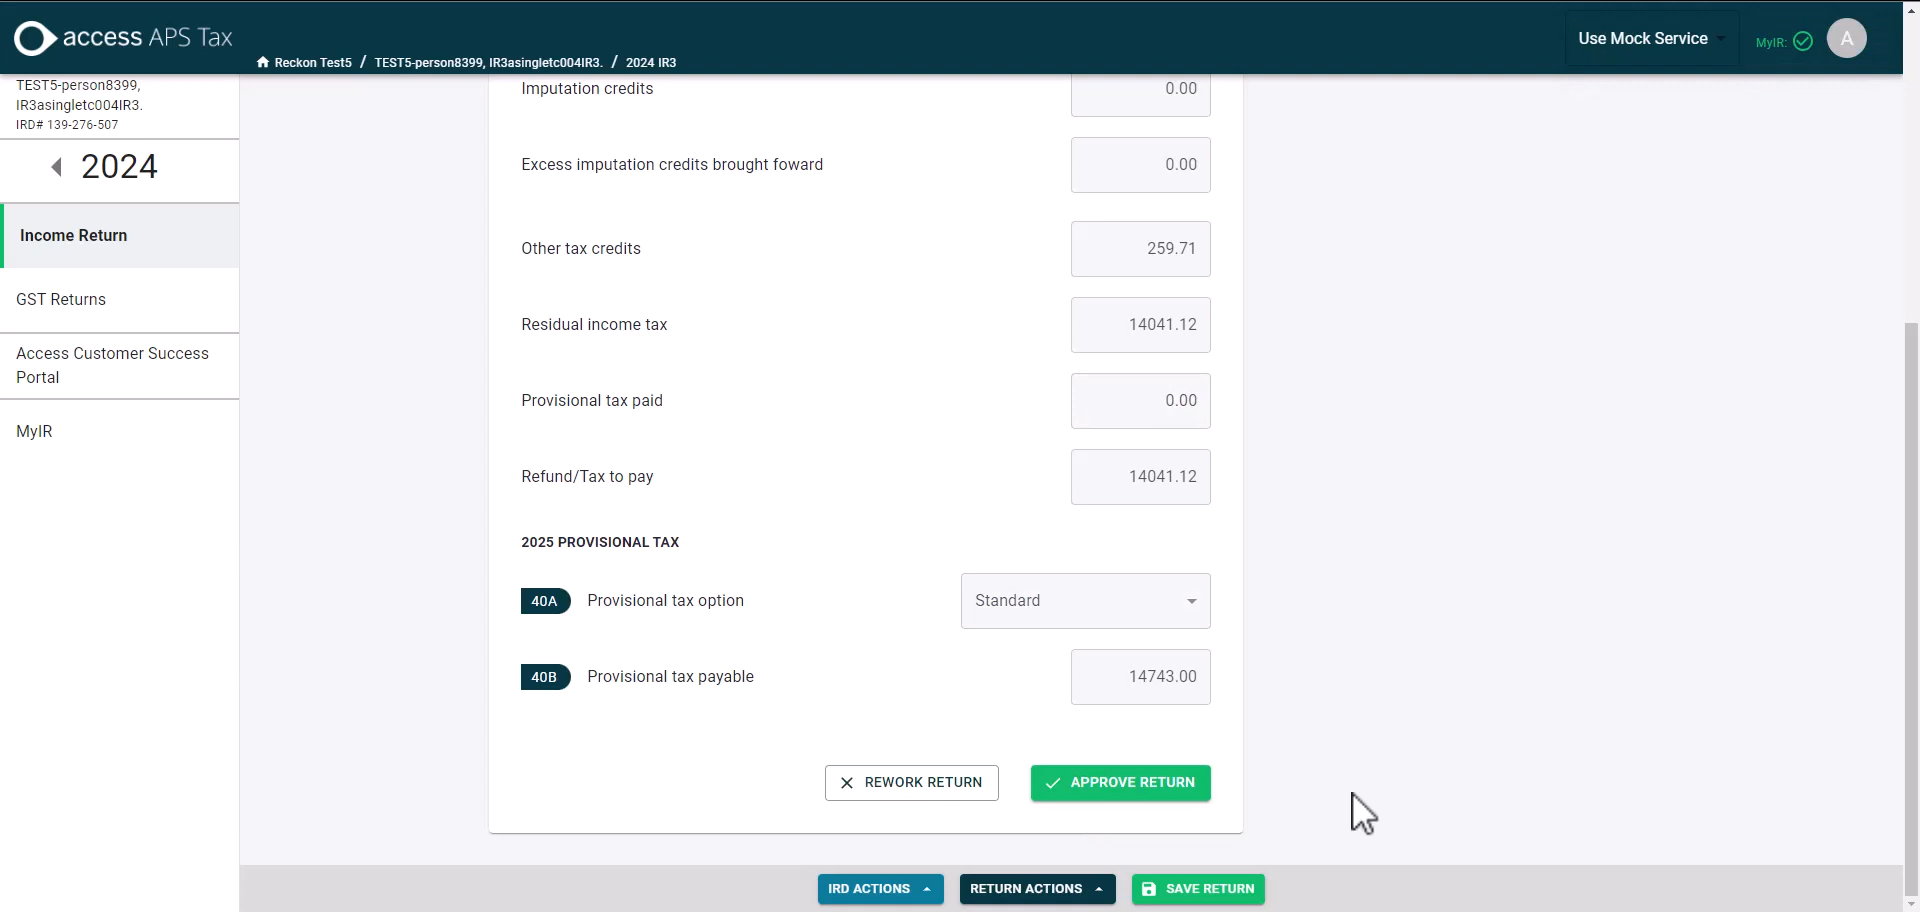 access APS Tax
Reckon Test5 / TEST5-person8399, IR3asingletc004IR3. / 2024 IR3
Use Mock Service
MyIR:
A
TEST5-person8399,
IR3asingletc004IR3.
IRD# 139-276-507
2024
Income Return
GST Returns
Access Customer Success
Portal
MyIR
Imputation credits 0.00
Excess imputation credits brought foward 0.00
Other tax credits 259.71
Residual income tax 14041.12
Provisional tax paid 0.00
Refund/Tax to pay 14041.12
2025 PROVISIONAL TAX
40A Provisional tax option Standard
40B Provisional tax payable 14743.00
REWORK RETURN APPROVE RETURN
IRD ACTIONS RETURN ACTIONS SAVE RETURN